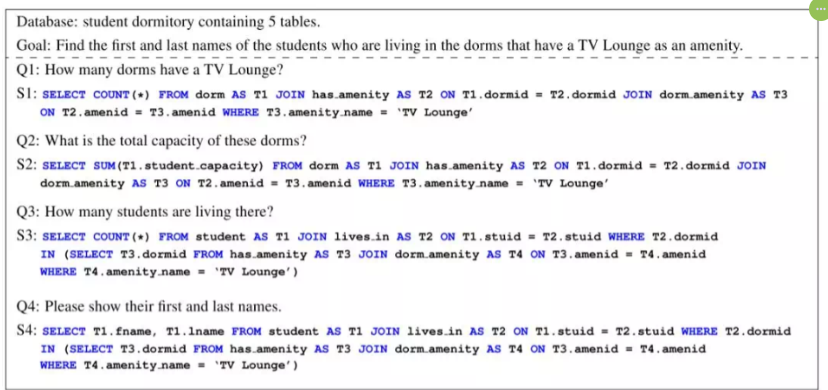 Database: student dormitory containing 5 tables.
Goal: Find the first and last names of the students who are living in the dorms that have a TV Lounge as an amenity.
Q1: How many dorms have a TV Lounge?
S1: SELECT COUNT(*) FROM dorm AS T1 JOIN has_amenity AS T2 ON T1.dormid = T2.dormid JOIN dorm_amenity AS T3
ON T2.amenid = T3.amenid WHERE T3.amenity_name = 'TV Lounge'
Q2: What is the total capacity of these dorms?
S2: SELECT SUM(T1.student_capacity) FROM dorm AS T1 JOIN has_amenity AS T2 ON T1.dormid = T2.dormid JOIN
dorm_amenity AS T3 ON T2.amenid = T3.amenid WHERE T3.amenity_name = 'TV Lounge'
Q3: How many students are living there?
S3: SELECT COUNT(*) FROM student AS T1 JOIN lives_in AS T2 ON T1.stuid = T2.stuid WHERE T2.dormid
IN (SELECT T3.dormid FROM has_amenity AS T3 JOIN dorm_amenity AS T4 ON T3.amenid = T4.amenid
WHERE T4.amenity_name = 'TV Lounge')
Q4: Please show their first and last names.
S4: SELECT T1.fname, T1.lname FROM student AS T1 JOIN lives_in AS T2 ON T1.stuid = T2.stuid WHERE T2.dormid
IN (SELECT T3.dormid FROM has_amenity AS T3 JOIN dorm_amenity AS T4 ON T3.amenid = T4.amenid
WHERE T4.amenity_name = 'TV Lounge')